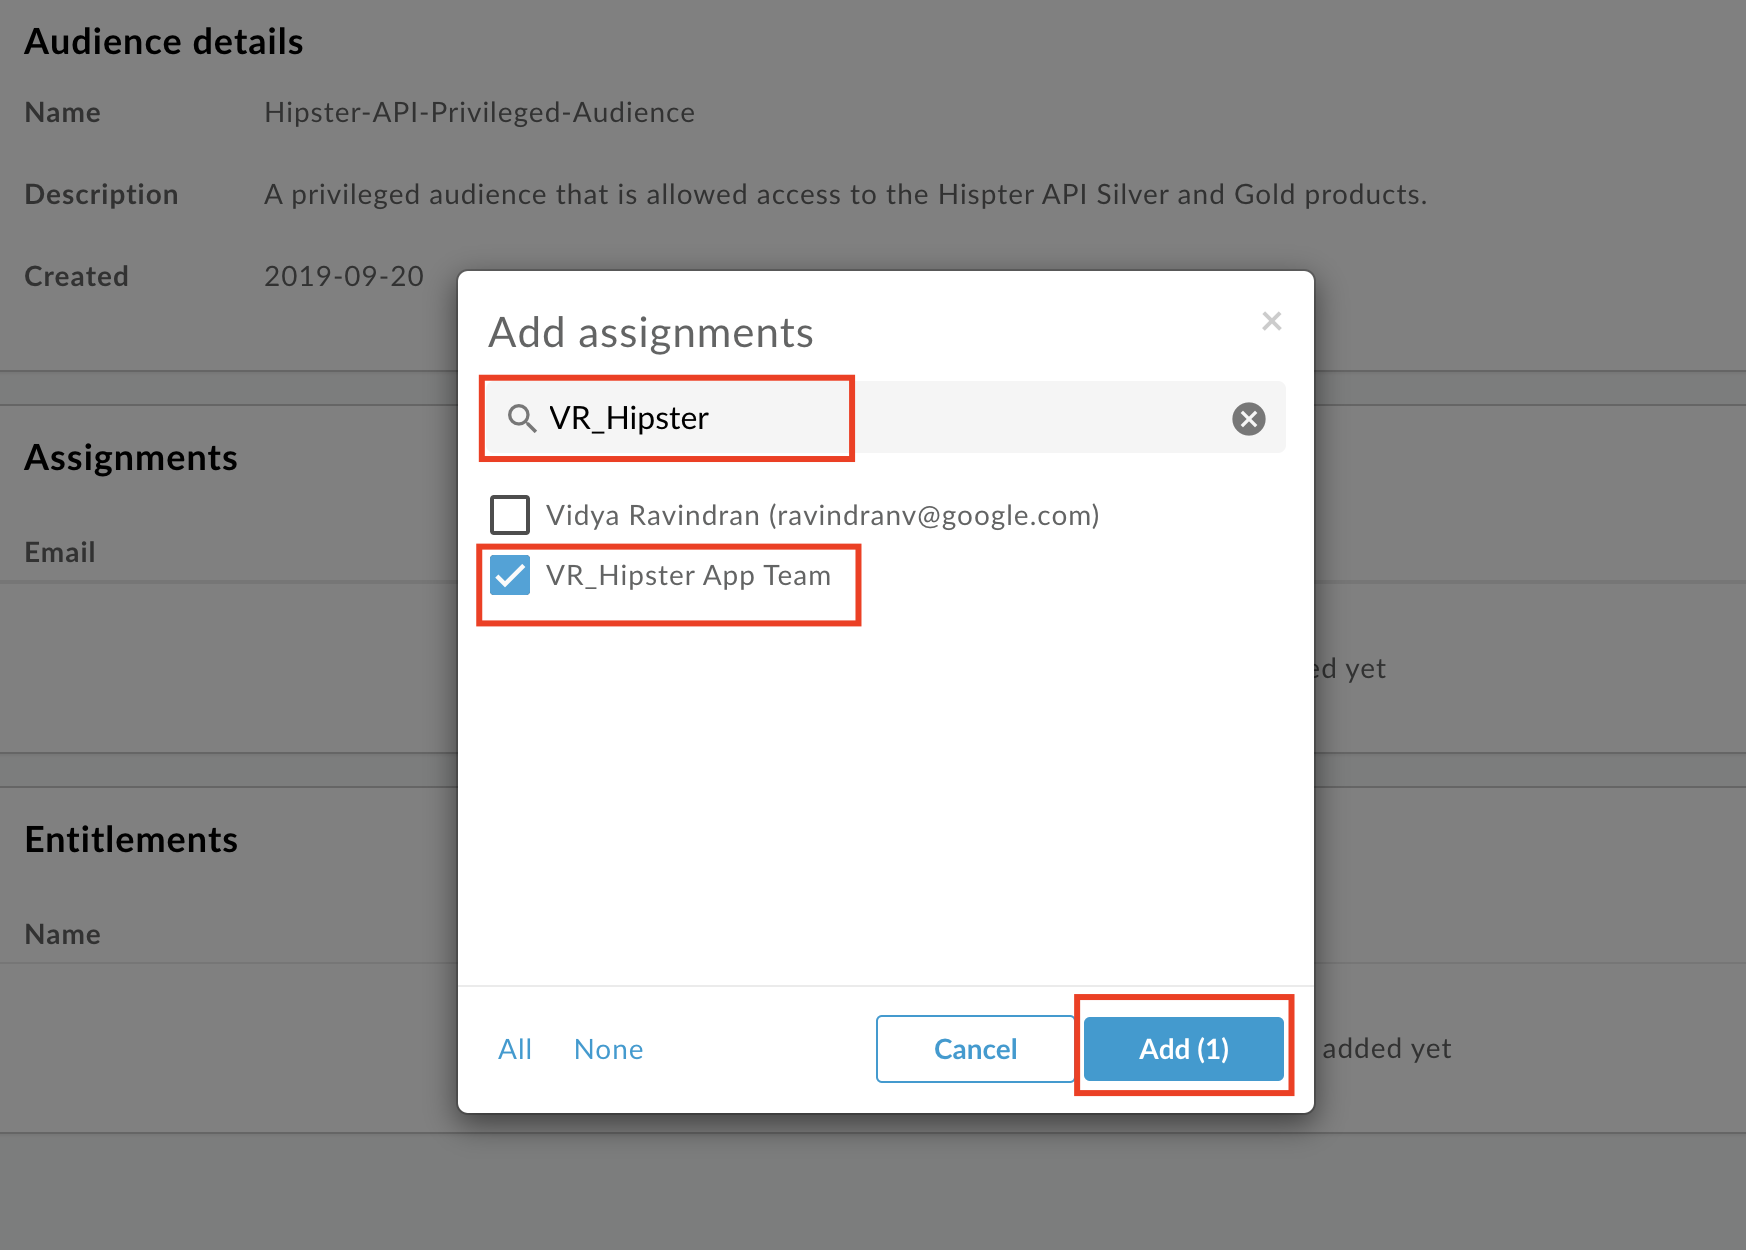 Audience details
Name Hipster-API-Privileged-Audience
Description A privileged audience that is allowed access to the Hispter API Silver and Gold products.
Created 2019-09-20
Add assignments
VR_Hipster
Assignments
Vidya Ravindran (ravindranv@google.com)
Email
VR_Hipster App Team
yet
Entitlements
Name
All None Cancel Add (1)
added yet